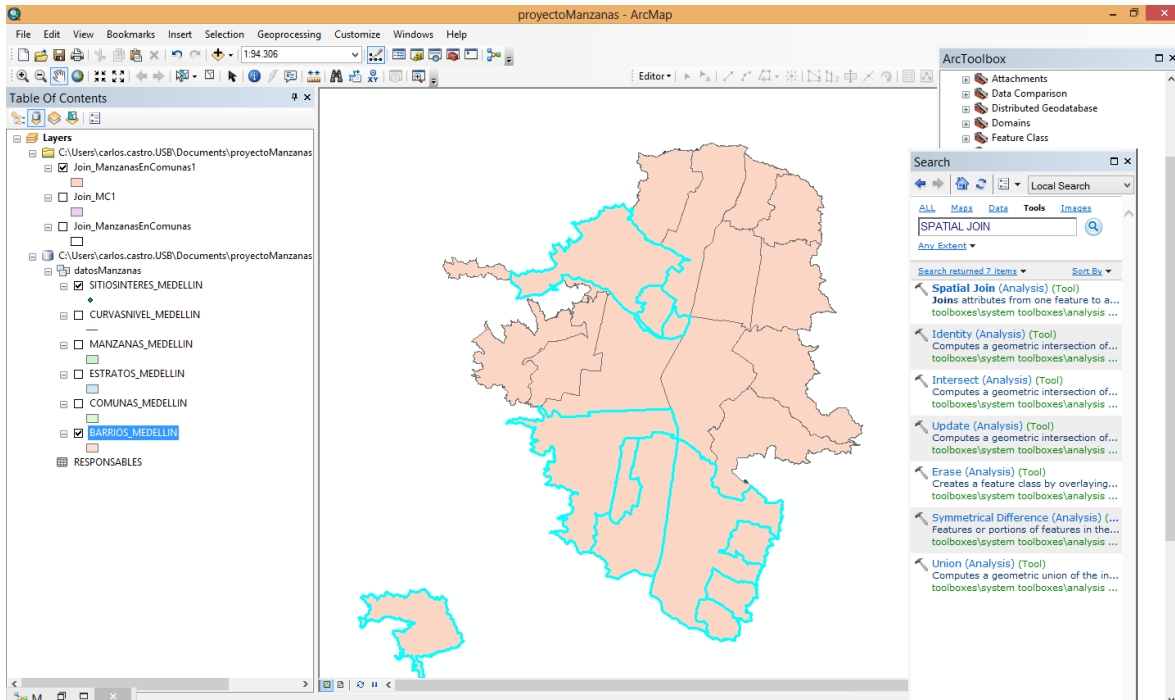 proyectoManzanas - ArcMap
File Edit View Bookmarks Insert Selection Geoprocessing Customize Windows Help
1:94.306
Editor
Table Of Contents
Layers
C:\Users\carlos.castro.USB\Documents\proyectoManzanas
Join_ManzanasEnComunas1
Join_MC1
Join_ManzanasEnComunas
C:\Users\carlos.castro.USB\Documents\proyectoManzanas
datosManzanas
SITIOSINTERES_MEDELLIN
CURVASNIVEL_MEDELLIN
MANZANAS_MEDELLIN
ESTRATOS_MEDELLIN
COMUNAS_MEDELLIN
BARRIOS_MEDELLIN
RESPONSABLES
M
ArcToolbox
Attachments
Data Comparison
Distributed Geodatabase
Domains
Feature Class
Search
Local Search
ALL Maps Data Tools Images
SPATIAL JOIN
Any Extent
Search returned 7 items Sort By
Spatial Join (Analysis) (Tool)
Joins attributes from one feature to a...
toolboxes\system toolboxes\analysis ...
Identity (Analysis) (Tool)
Computes a geometric intersection of...
toolboxes\system toolboxes\analysis ...
Intersect (Analysis) (Tool)
Computes a geometric intersection of...
toolboxes\system toolboxes\analysis ...
Update (Analysis) (Tool)
Computes a geometric intersection of...
toolboxes\system toolboxes\analysis ...
Erase (Analysis) (Tool)
Creates a feature class by overlaying...
toolboxes\system toolboxes\analysis ...
Symmetrical Difference (Analysis) (...
Features or portions of features in the...
toolboxes\system toolboxes\analysis ...
Union (Analysis) (Tool)
Computes a geometric union of the in...
toolboxes\system toolboxes\analysis ...